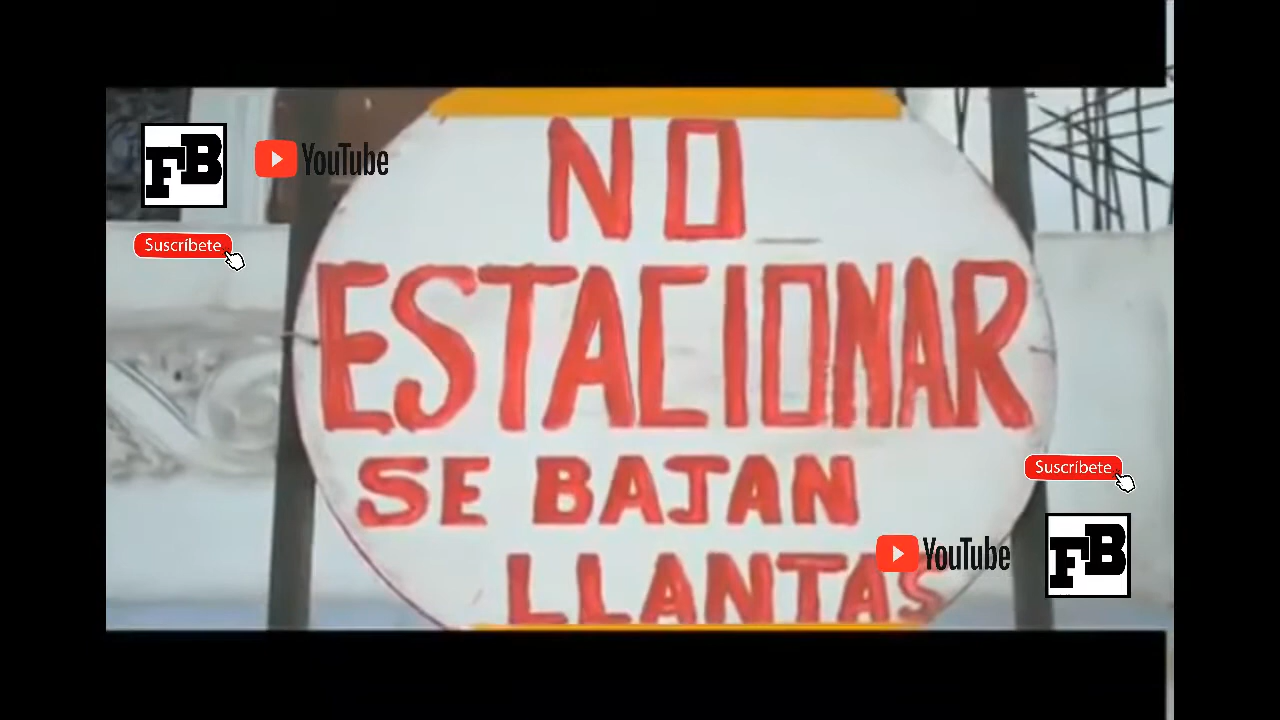 FB
YouTube
Suscríbete
NO
ESTACIONAR
SE BAJAN
LLANTAS
Suscríbete
YouTube
FB